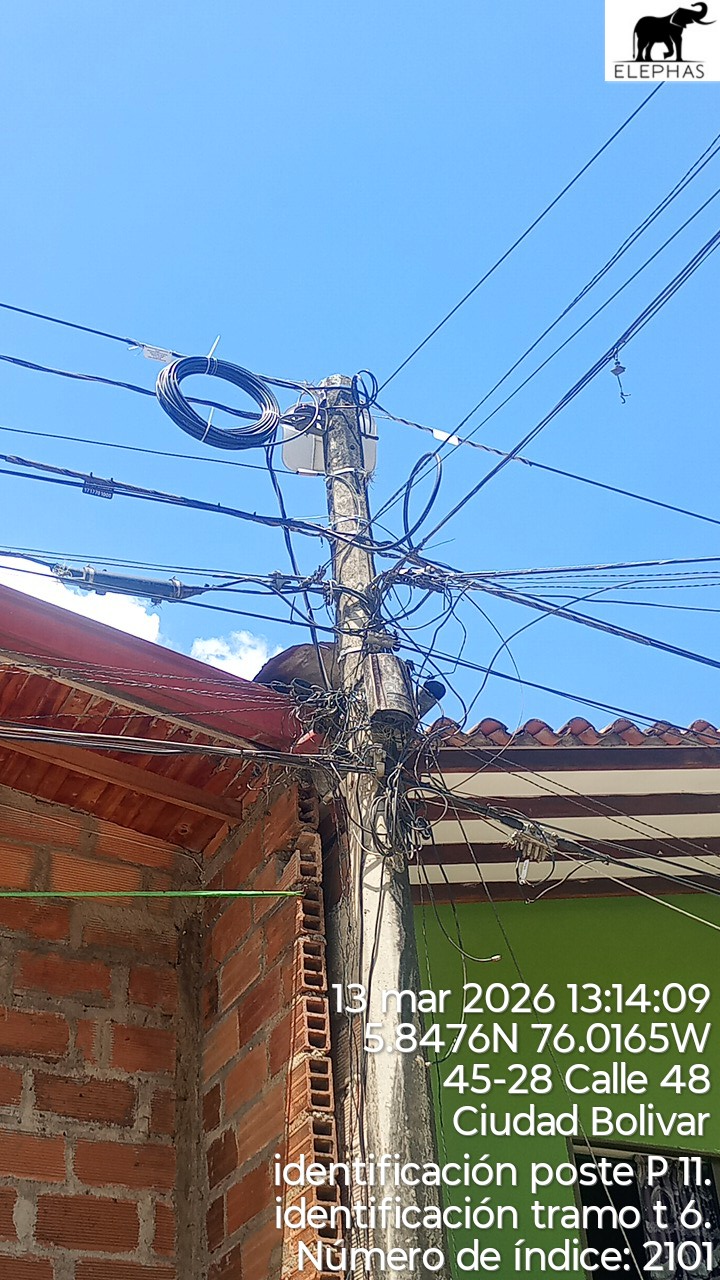 ELEPHAS
13 mar 2026 13:14:09
5.8476N 76.0165W
45-28 Calle 48
Ciudad Bolivar
identificación poste P 11.
identificación tramo t 6.
Número de índice: 2101